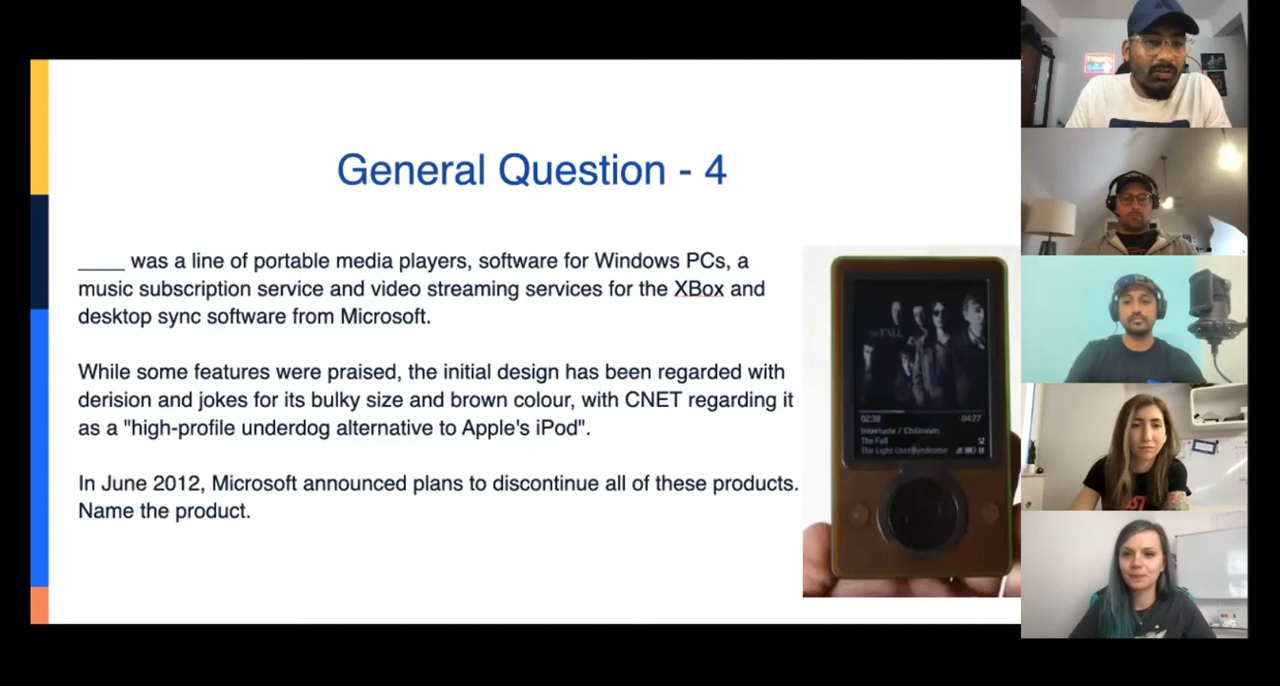 General Question - 4
____ was a line of portable media players, software for Windows PCs, a
music subscription service and video streaming services for the XBox and
desktop sync software from Microsoft.
While some features were praised, the initial design has been regarded with
derision and jokes for its bulky size and brown colour, with CNET regarding it
as a "high-profile underdog alternative to Apple's iPod".
In June 2012, Microsoft announced plans to discontinue all of these products.
Name the product.
THE FALL
02:38 -04:27
Interlude / Chilinism
The Fall
The Light User Syndrome